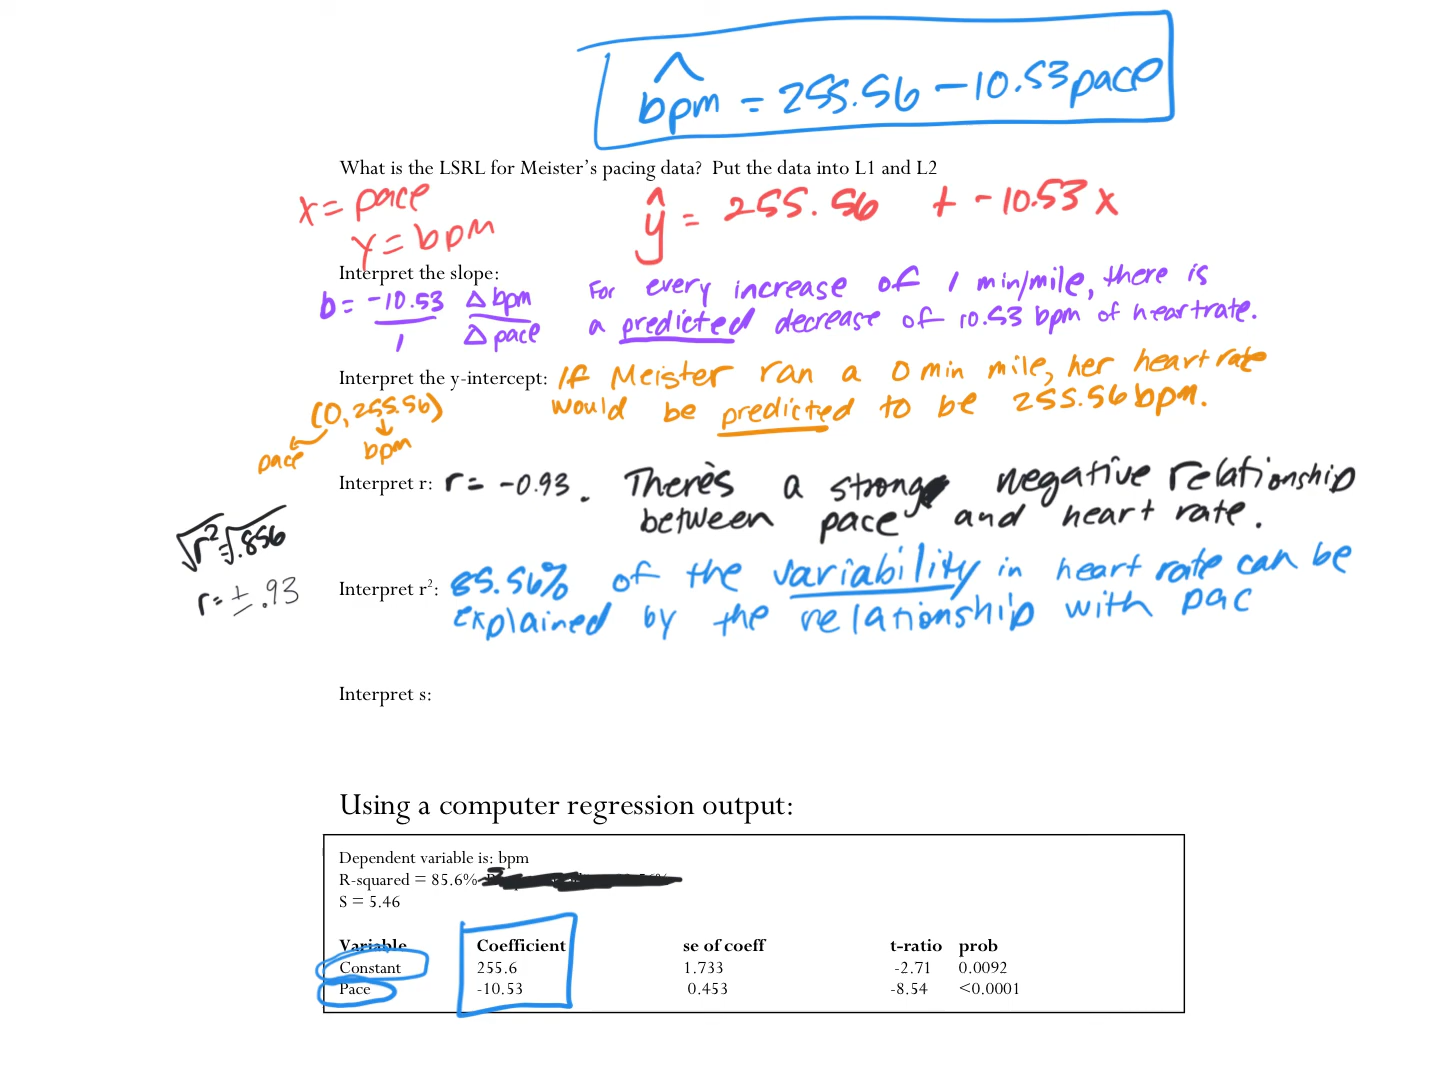 bpm^ = 255.56 - 10.53 pace
What is the LSRL for Meister's pacing data?  Put the data into L1 and L2
x = pace
y = bpm
ŷ = 255.56 + -10.53 x
Interpret the slope:
b = -10.53/1 Δ bpm/Δ pace
For every increase of 1 min/mile, there is
a predicted decrease of 10.53 bpm of heartrate.
Interpret the y-intercept:
(0, 255.56)
pace bpm
If Meister ran a 0 min mile, her heart rate
would be predicted to be 255.56 bpm.
Interpret r: r = -0.93. There's a strong negative relationship
between pace and heart rate.
√r² = √.856
r = ± .93
Interpret r²: 85.56% of the variability in heart rate can be
explained by the relationship with pac
Interpret s:
Using a computer regression output:
Dependent variable is: bpm
R-squared = 85.6%
S = 5.46
Variable Coefficient se of coeff t-ratio prob
Constant 255.6 1.733 -2.71 0.0092
Pace -10.53 0.453 -8.54 <0.0001